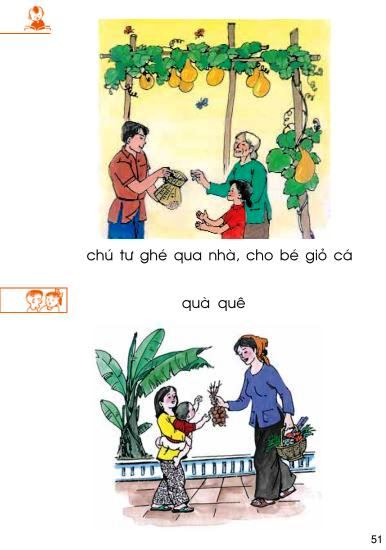 chú tư ghé qua nhà, cho bé giỏ cá
quà quê
51